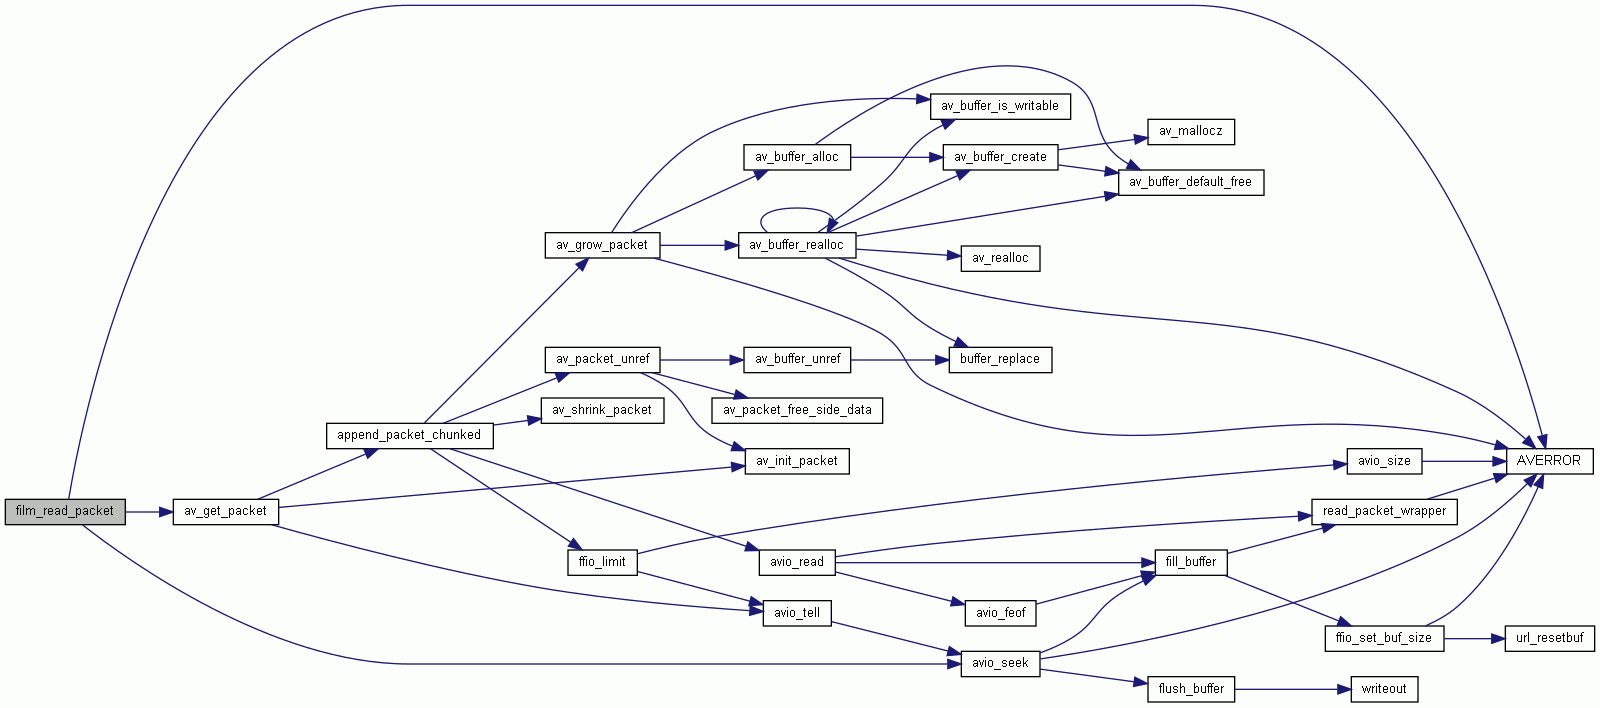 av_buffer_is_writable
av_mallocz
av_buffer_alloc
av_buffer_create
av_buffer_default_free
av_grow_packet
av_buffer_realloc
av_realloc
av_packet_unref
av_buffer_unref
buffer_replace
av_shrink_packet
av_packet_free_side_data
append_packet_chunked
av_init_packet
avio_size
AVERROR
film_read_packet
av_get_packet
read_packet_wrapper
ffio_limit
avio_read
fill_buffer
avio_tell
avio_feof
ffio_set_buf_size
url_resetbuf
avio_seek
flush_buffer
writeout